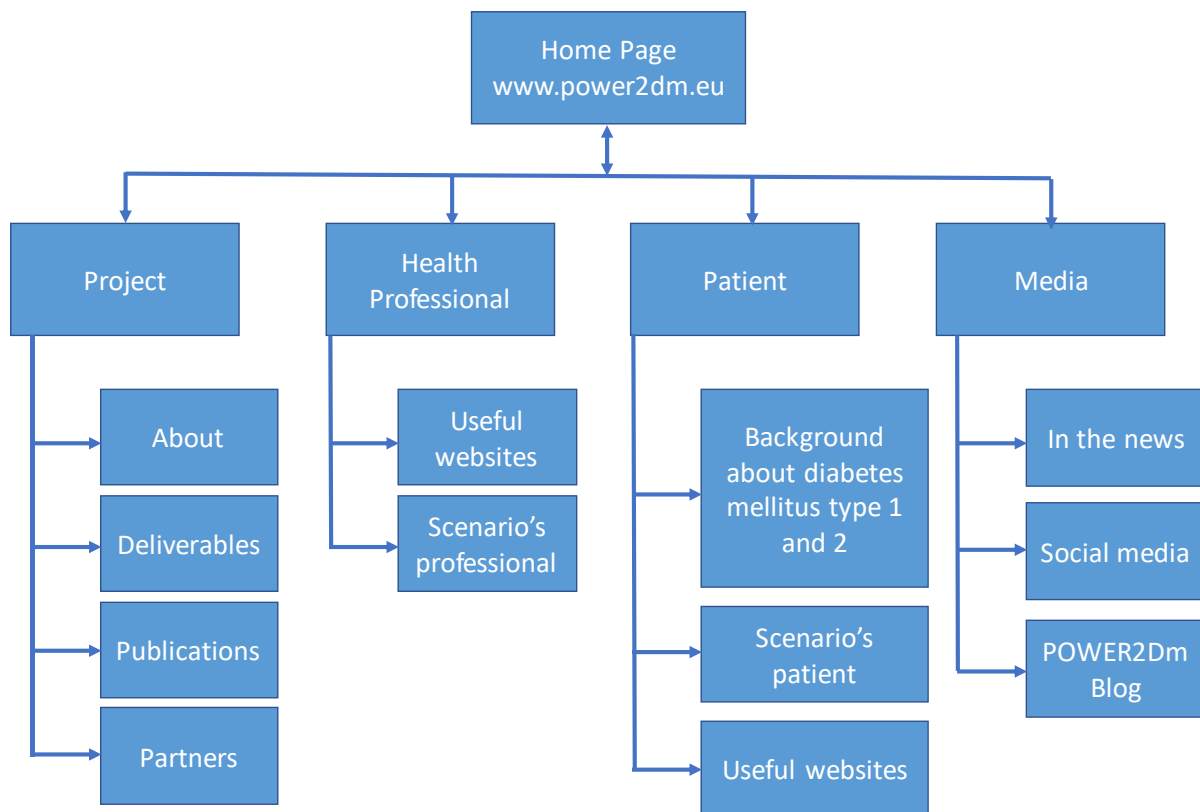 Home Page
www.power2dm.eu
Project
Health
Professional
Patient
Media
About
Deliverables
Publications
Partners
Useful
websites
Scenario’s
professional
Background
about diabetes
mellitus type 1
and 2
Scenario’s
patient
Useful websites
In the news
Social media
POWER2Dm
Blog